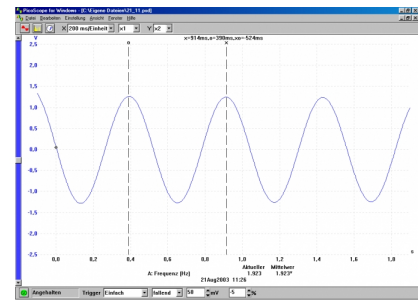 PicoScope for Windows - [C:\Eigene Dateien\21_11.psd]
Datei Bearbeiten Einstellung Ansicht Fenster Hilfe
X 200 ms/Einheit x1 Y x2
x=914ms,o=390ms,xo=-524ms
V
2,5
2,0
1,5
1,0
0,5
0,0
-0,5
-1,0
-1,5
-2,0
-2,5
0,0 0,2 0,4 0,6 0,8 1,0 1,2 1,4 1,6 1,8
Aktueller Mittelwer
A: Frequenz (Hz) 1.923 1.923*
21Aug2003 11:26
Angehalten Trigger Einfach fallend 50 mV -5 %